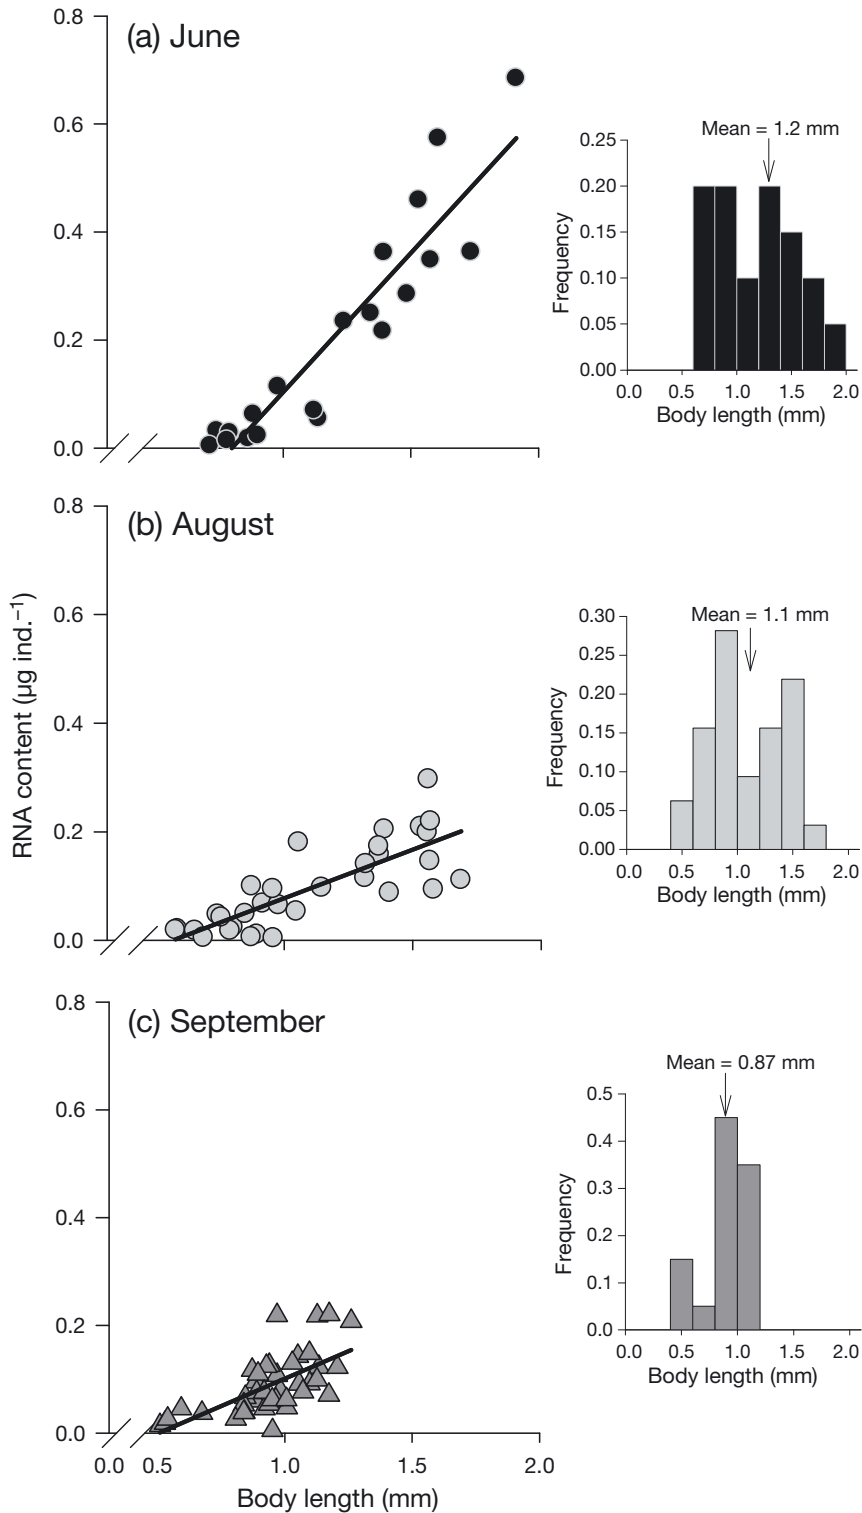 (a) June
0.8
0.6
0.4
0.2
0.0
Mean = 1.2 mm
0.25
0.20
0.15
0.10
0.05
0.00
Frequency
0.0 0.5 1.0 1.5 2.0
Body length (mm)
(b) August
0.8
0.6
0.4
0.2
0.0
RNA content (µg ind.⁻¹)
Mean = 1.1 mm
0.30
0.25
0.20
0.15
0.10
0.05
0.00
Frequency
0.0 0.5 1.0 1.5 2.0
Body length (mm)
(c) September
0.8
0.6
0.4
0.2
0.0
0.0 0.5 1.0 1.5 2.0
Body length (mm)
Mean = 0.87 mm
0.5
0.4
0.3
0.2
0.1
0.0
Frequency
0.0 0.5 1.0 1.5 2.0
Body length (mm)